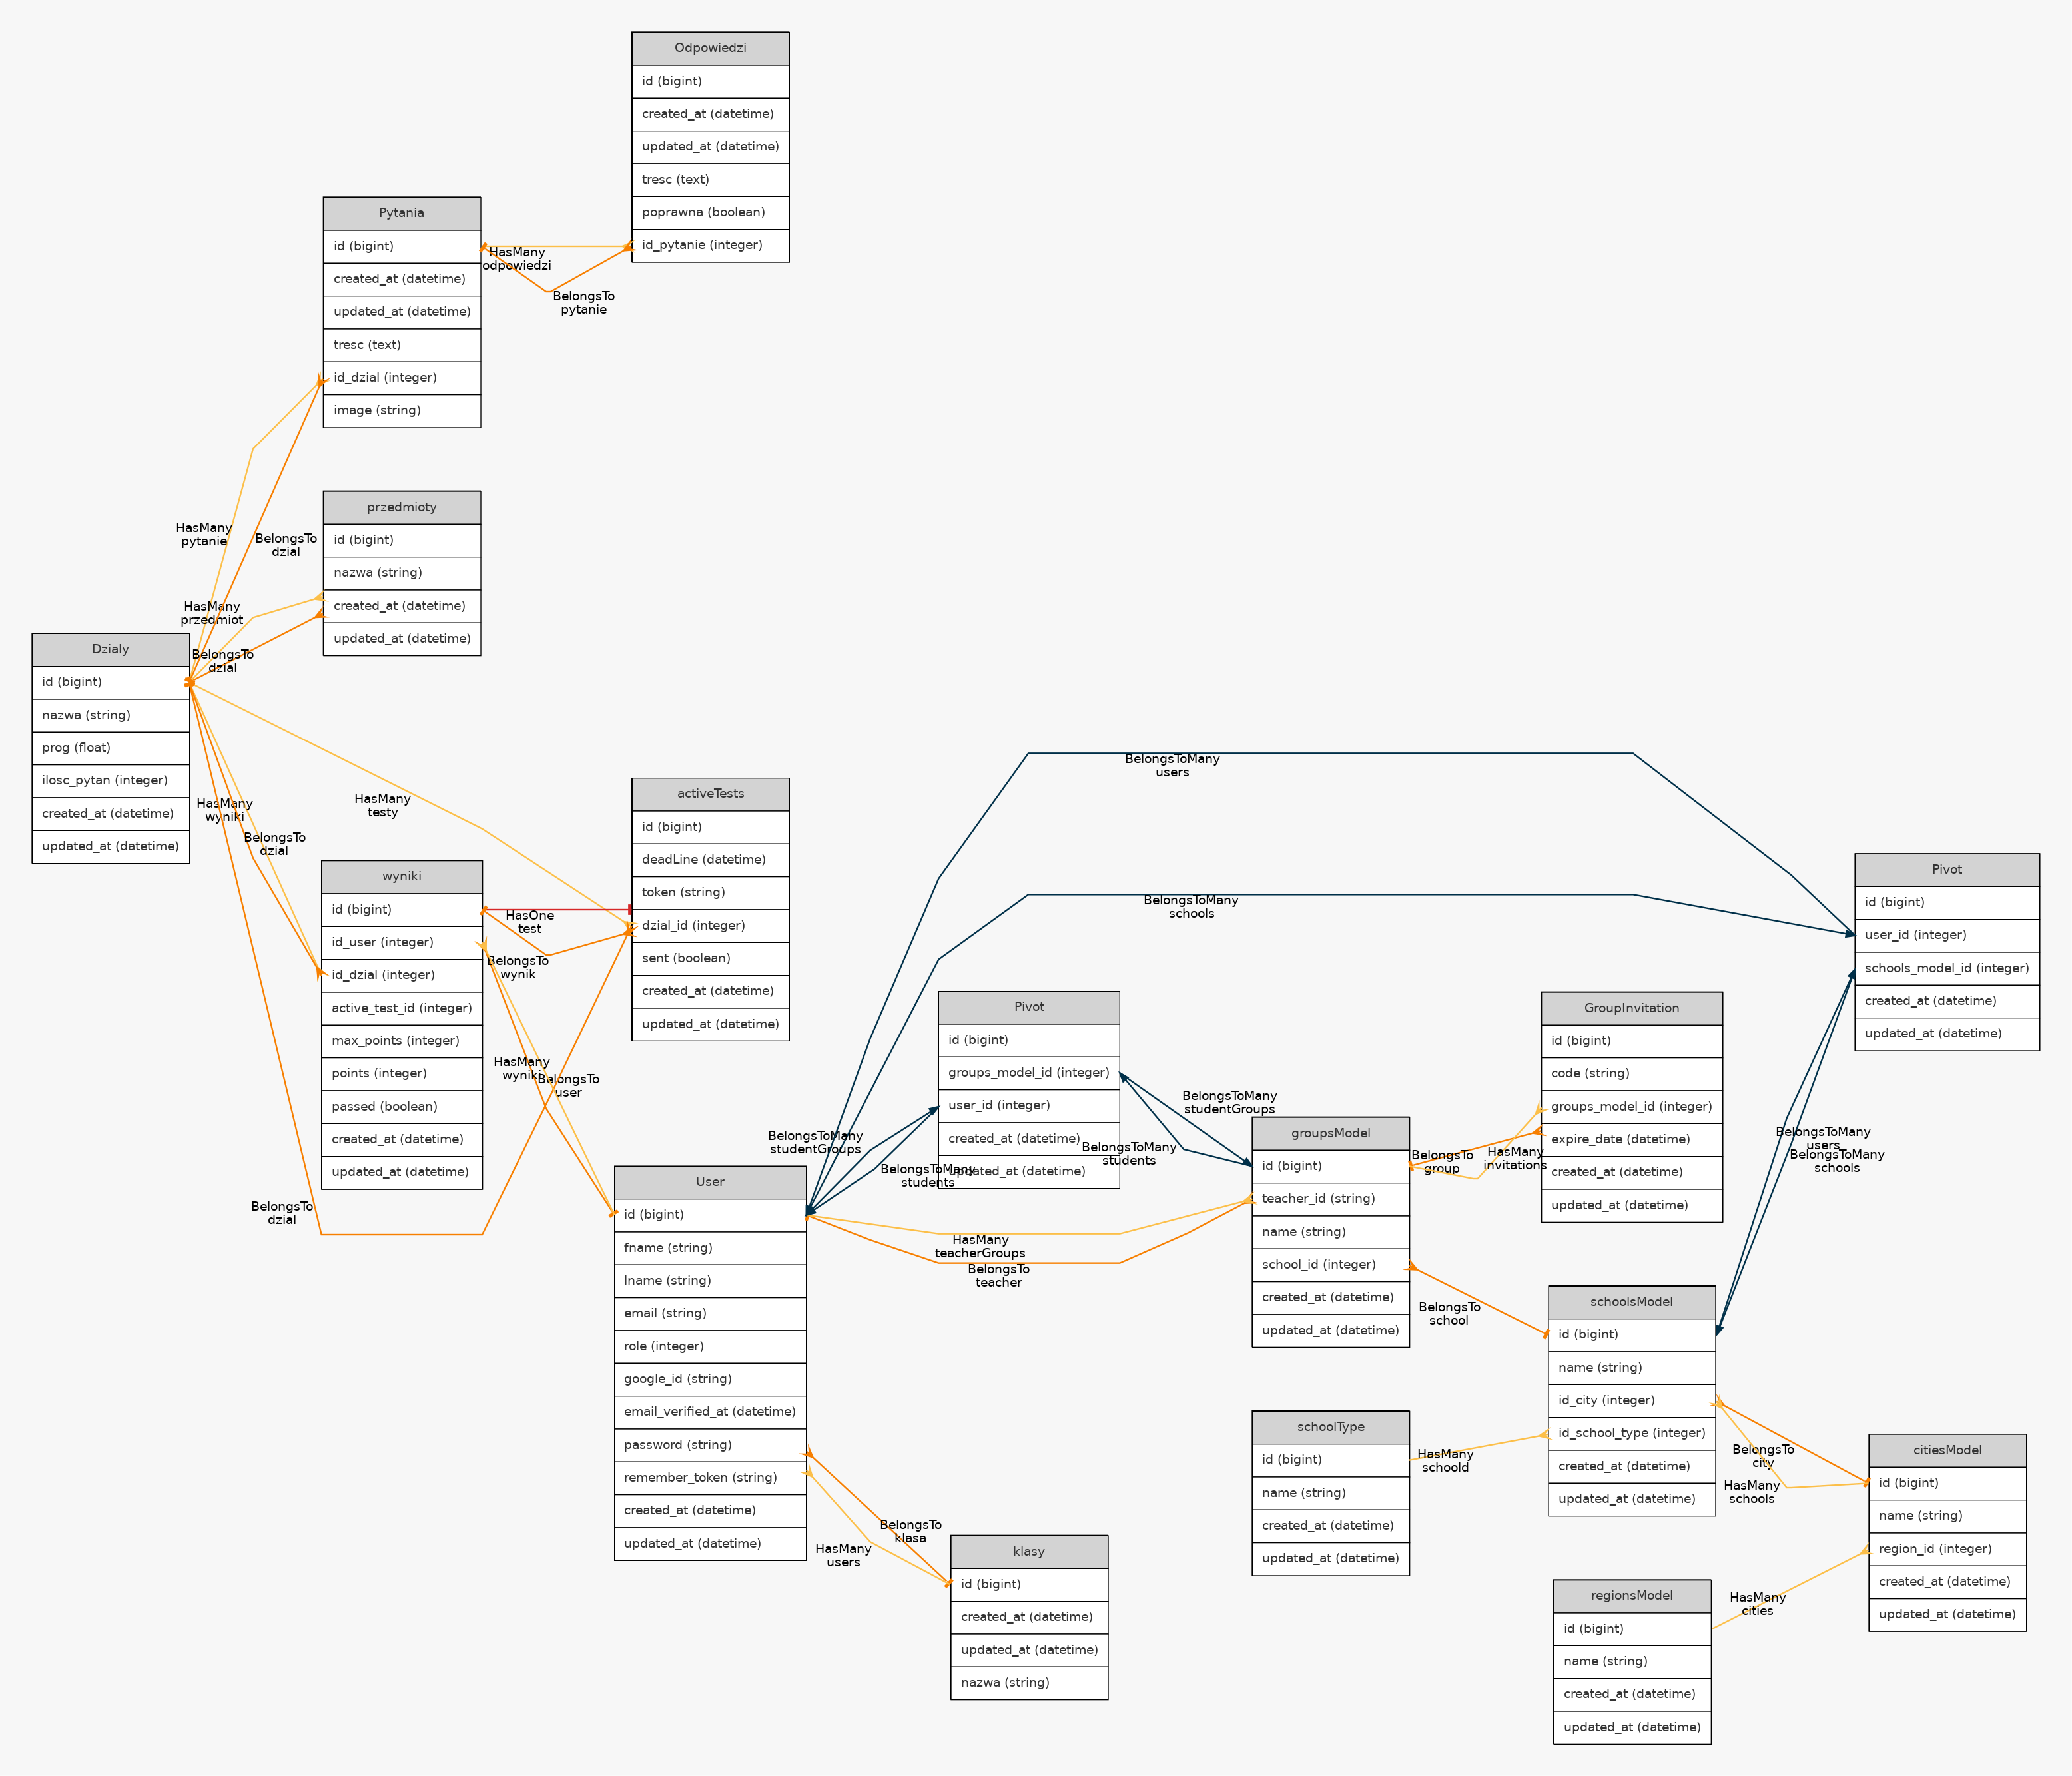 Odpowiedzi
id (bigint)
created_at (datetime)
updated_at (datetime)
tresc (text)
poprawna (boolean)
id_pytanie (integer)
Pytania
id (bigint)
created_at (datetime)
updated_at (datetime)
tresc (text)
id_dzial (integer)
image (string)
HasMany
odpowiedzi
BelongsTo
pytanie
przedmioty
id (bigint)
nazwa (string)
created_at (datetime)
updated_at (datetime)
HasMany
pytanie
BelongsTo
dzial
HasMany
przedmiot
BelongsTo
dzial
Dzialy
id (bigint)
nazwa (string)
prog (float)
ilosc_pytan (integer)
created_at (datetime)
updated_at (datetime)
HasMany
testy
HasMany
wyniki
BelongsTo
dzial
activeTests
id (bigint)
deadLine (datetime)
token (string)
dzial_id (integer)
sent (boolean)
created_at (datetime)
updated_at (datetime)
wyniki
id (bigint)
id_user (integer)
id_dzial (integer)
active_test_id (integer)
max_points (integer)
points (integer)
passed (boolean)
created_at (datetime)
updated_at (datetime)
HasOne
test
BelongsTo
wynik
HasMany
wyniki
BelongsTo
user
BelongsTo
dzial
BelongsToMany
users
BelongsToMany
schools
Pivot
id (bigint)
user_id (integer)
schools_model_id (integer)
created_at (datetime)
updated_at (datetime)
Pivot
id (bigint)
groups_model_id (integer)
user_id (integer)
created_at (datetime)
updated_at (datetime)
BelongsToMany
studentGroups
BelongsToMany
students
BelongsToMany
studentGroups
BelongsToMany
students
GroupInvitation
id (bigint)
code (string)
groups_model_id (integer)
expire_date (datetime)
created_at (datetime)
updated_at (datetime)
groupsModel
id (bigint)
teacher_id (string)
name (string)
school_id (integer)
created_at (datetime)
updated_at (datetime)
BelongsTo
group
HasMany
invitations
BelongsToMany
users
BelongsToMany
schools
User
id (bigint)
fname (string)
lname (string)
email (string)
role (integer)
google_id (string)
email_verified_at (datetime)
password (string)
remember_token (string)
created_at (datetime)
updated_at (datetime)
HasMany
teacherGroups
BelongsTo
teacher
BelongsTo
school
schoolsModel
id (bigint)
name (string)
id_city (integer)
id_school_type (integer)
created_at (datetime)
updated_at (datetime)
schoolType
id (bigint)
name (string)
created_at (datetime)
updated_at (datetime)
HasMany
schoold
BelongsTo
city
HasMany
schools
citiesModel
id (bigint)
name (string)
region_id (integer)
created_at (datetime)
updated_at (datetime)
BelongsTo
klasa
HasMany
users
klasy
id (bigint)
created_at (datetime)
updated_at (datetime)
nazwa (string)
regionsModel
id (bigint)
name (string)
created_at (datetime)
updated_at (datetime)
HasMany
cities